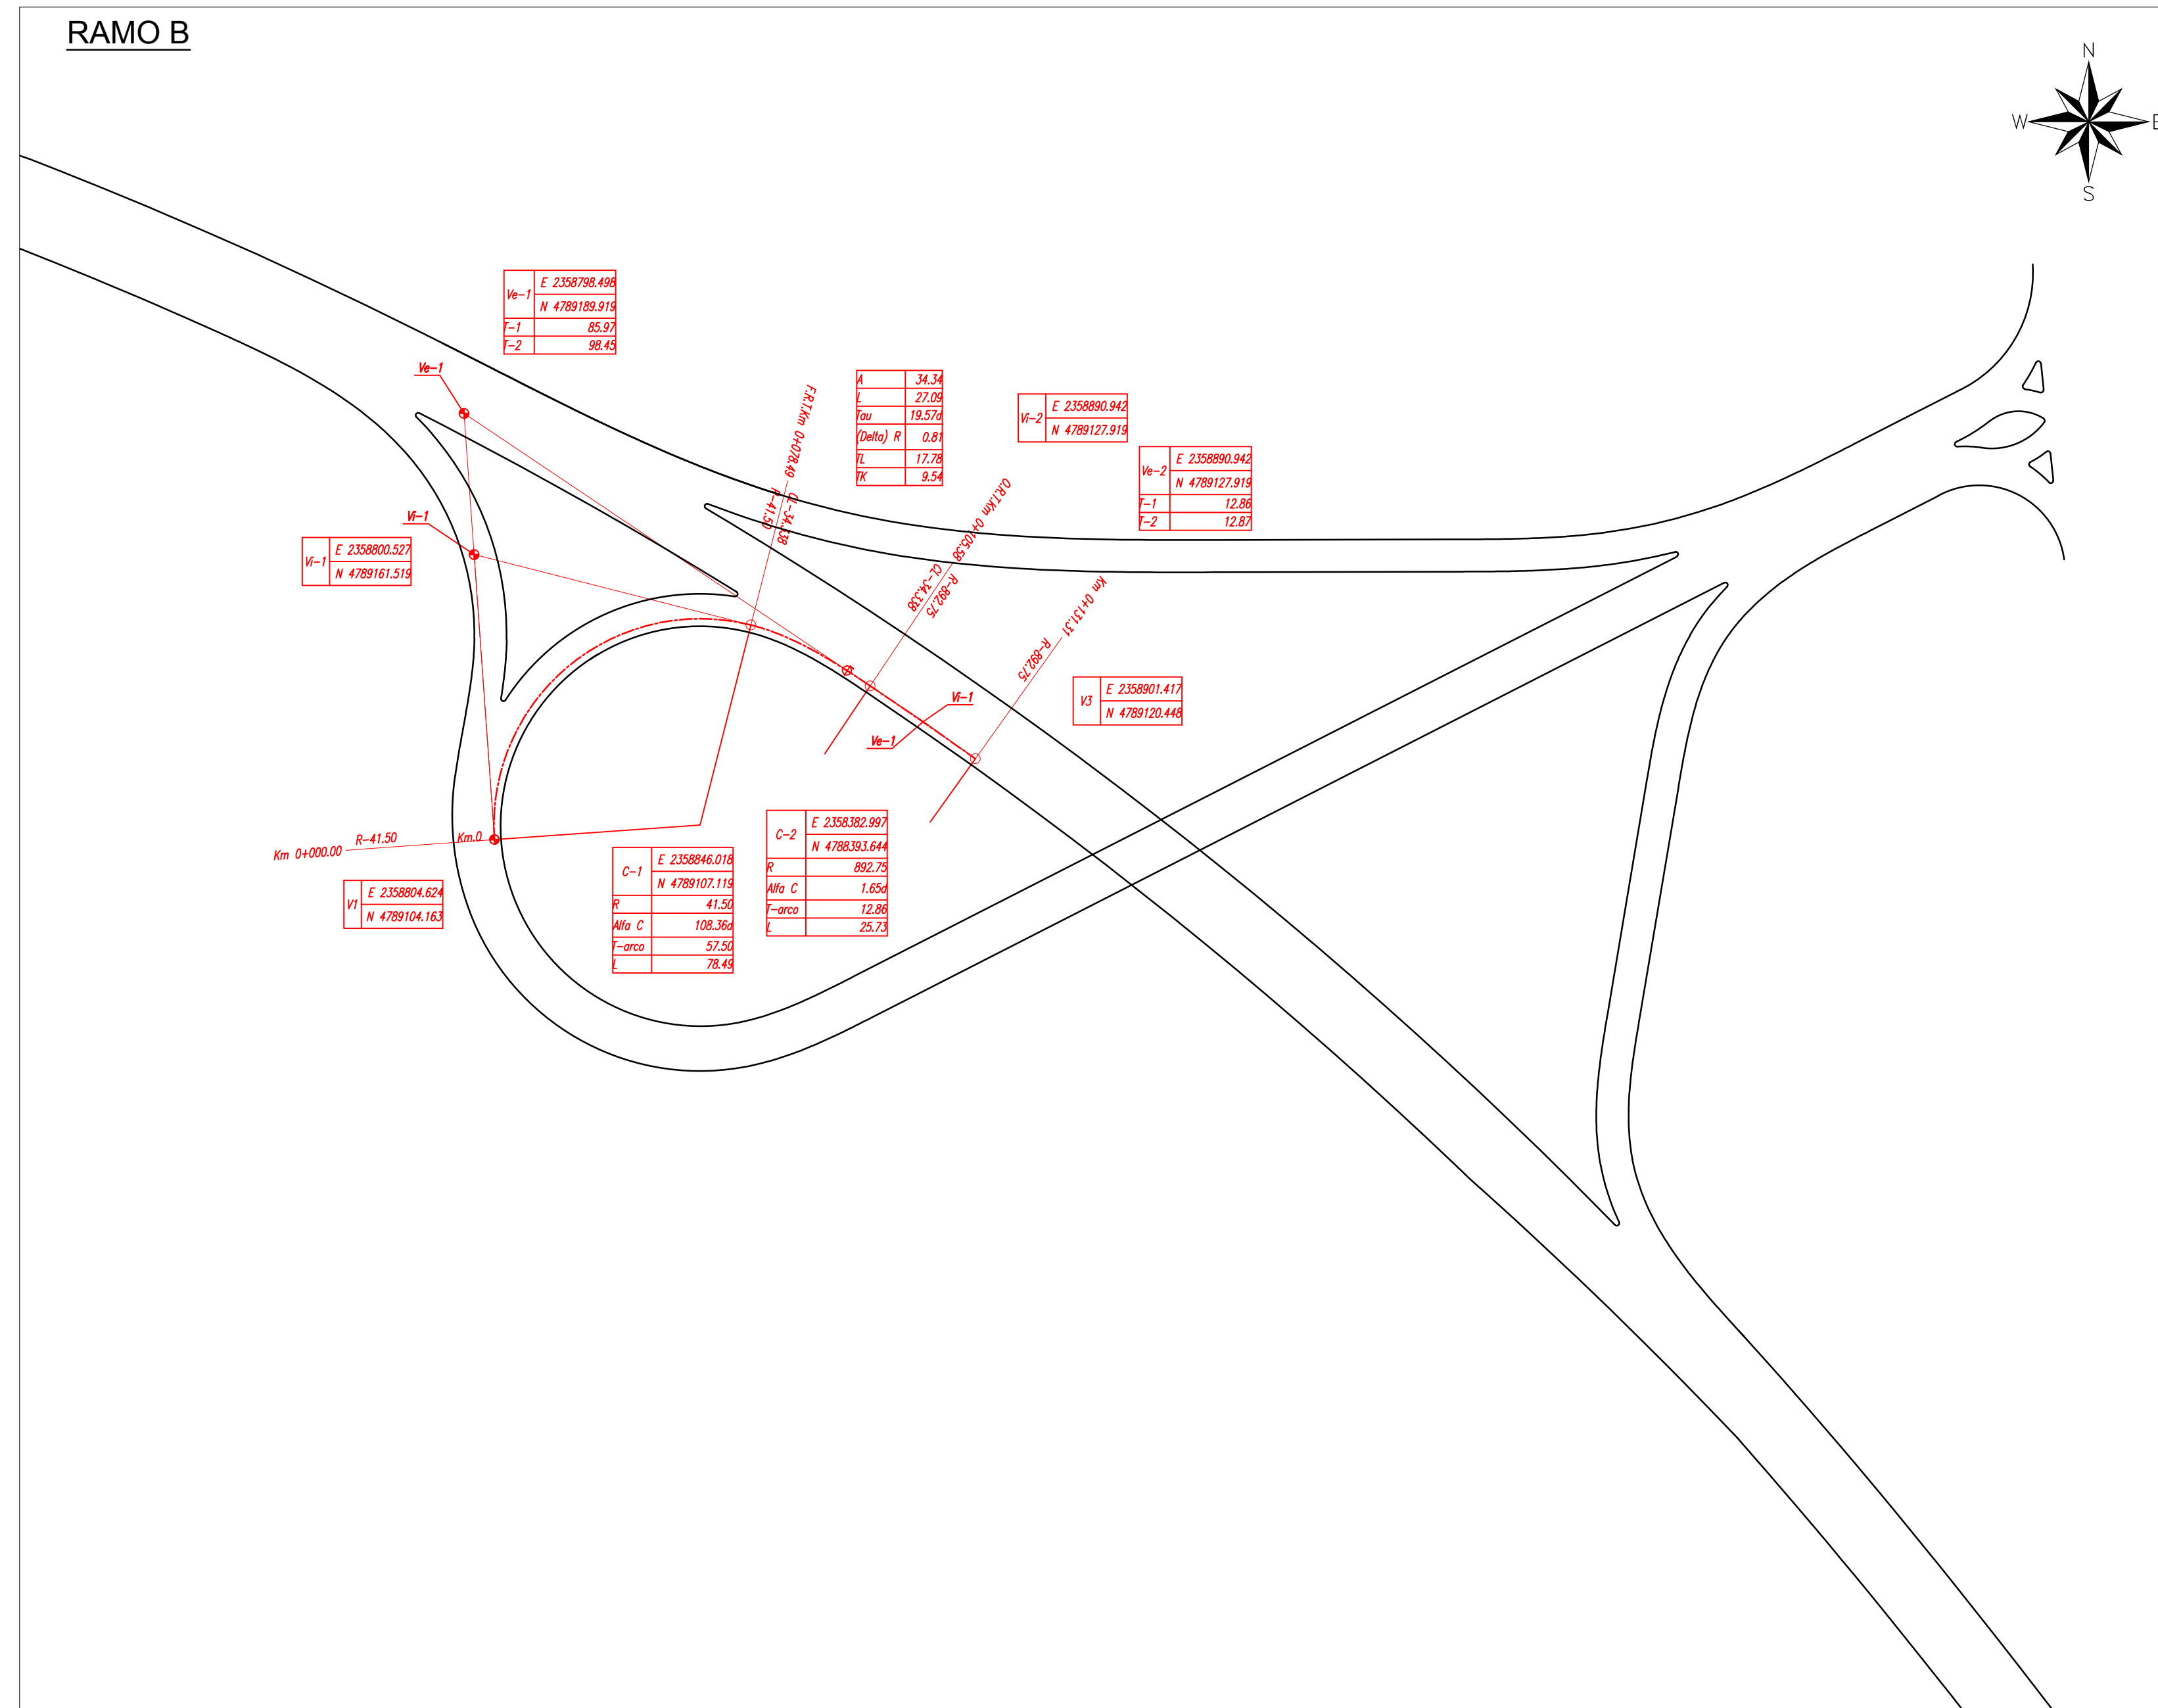 RAMO B
N
W E
S
Ve-1 E 2358798.498
N 4789189.919
T-1 85.97
T-2 98.45
Ve-1
A 34.34
L 27.09
Tau 19.57d
(Delta) R 0.81
TL 17.78
TK 9.54
Vi-2 E 2358890.942
N 4789127.919
Ve-2 E 2358890.942
N 4789127.919
T-1 12.86
T-2 12.87
F.R.T.Km 0+078.49 CL-34.338
R-41.50
O.R.T.Km 0+105.58 CL-34.338
R-892.75
Km 0+131.31
R-892.75
Vi-1
Vi-1 E 2358800.527
N 4789161.519
V3 E 2358901.417
N 4789120.448
Vi-1
Ve-1
Km 0+000.00 R-41.50 Km.0
V1 E 2358804.624
N 4789104.163
C-1 E 2358846.018
N 4789107.119
R 41.50
Alfa C 108.36d
T-arco 57.50
L 78.49
C-2 E 2358382.997
N 4788393.644
R 892.75
Alfa C 1.65d
T-arco 12.86
L 25.73